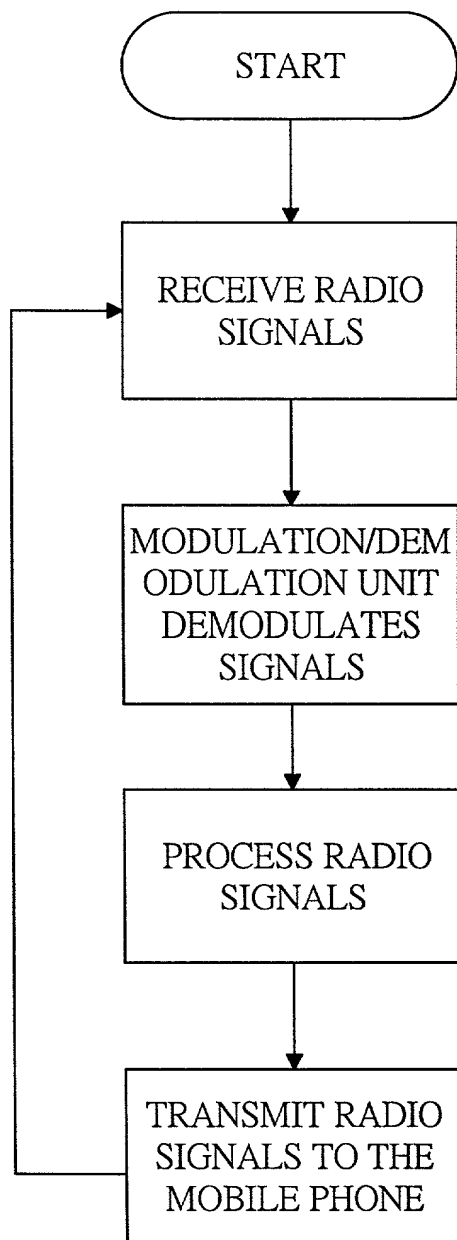 START
RECEIVE RADIO
SIGNALS
MODULATION/DEM
ODULATION UNIT
DEMODULATES
SIGNALS
PROCESS RADIO
SIGNALS
TRANSMIT RADIO
SIGNALS TO THE
MOBILE PHONE